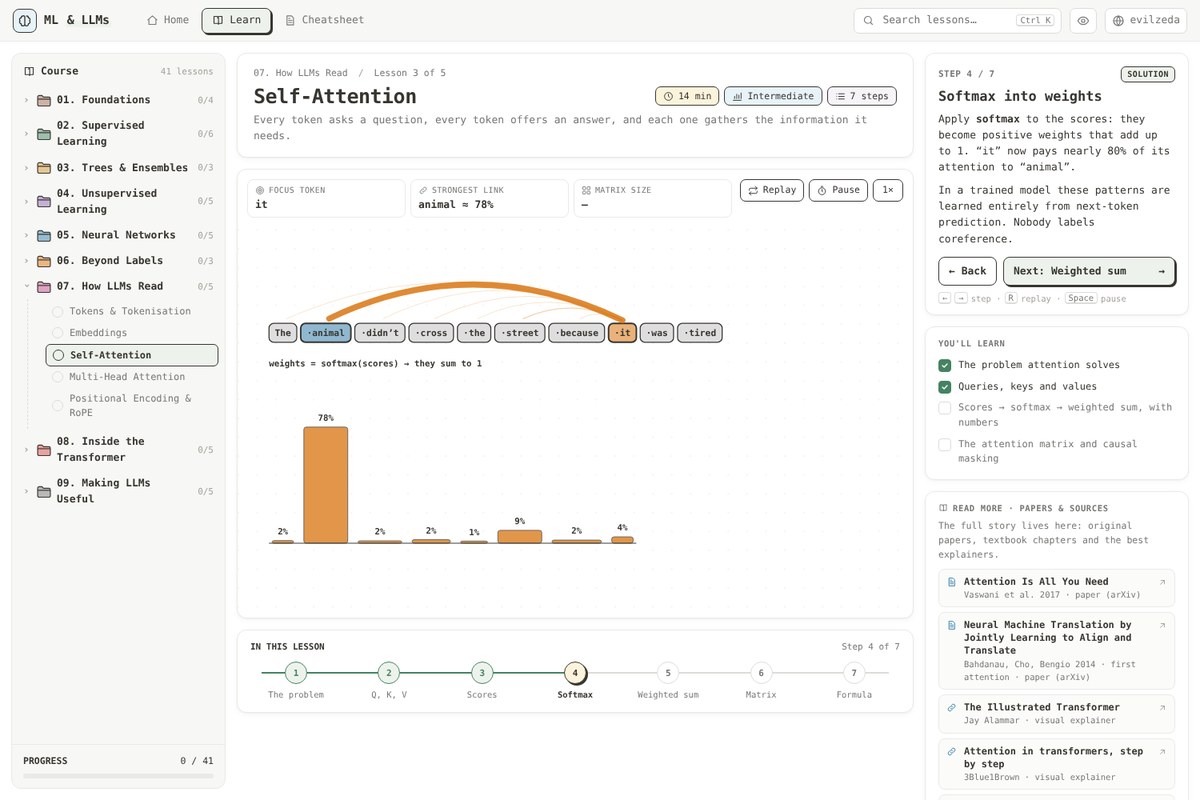 ML & LLMs
Home
Learn
Cheatsheet
Search lessons…
Ctrl K
evilzeda
Course
41 lessons
01. Foundations
0/4
02. Supervised
Learning
0/6
03. Trees & Ensembles
0/3
04. Unsupervised
Learning
0/5
05. Neural Networks
0/5
06. Beyond Labels
0/3
07. How LLMs Read
0/5
Tokens & Tokenisation
Embeddings
Self-Attention
Multi-Head Attention
Positional Encoding &
RoPE
08. Inside the
Transformer
0/5
09. Making LLMs
Useful
0/5
PROGRESS
0 / 41
07. How LLMs Read / Lesson 3 of 5
Self-Attention
14 min
Intermediate
7 steps
Every token asks a question, every token offers an answer, and each one gathers the information it
needs.
FOCUS TOKEN
it
STRONGEST LINK
animal ≈ 78%
MATRIX SIZE
—
Replay
Pause
1×
The ·animal ·didn’t ·cross ·the ·street ·because ·it ·was ·tired
weights = softmax(scores) → they sum to 1
78%
2%
2%
2%
1%
9%
2%
4%
IN THIS LESSON
Step 4 of 7
1 2 3 4 5 6 7
The problem Q, K, V Scores Softmax Weighted sum Matrix Formula
STEP 4 / 7
SOLUTION
Softmax into weights
Apply softmax to the scores: they
become positive weights that add up
to 1. “it” now pays nearly 80% of its
attention to “animal”.
In a trained model these patterns are
learned entirely from next-token
prediction. Nobody labels
coreference.
← Back
Next: Weighted sum →
← → step · R replay · Space pause
YOU'LL LEARN
The problem attention solves
Queries, keys and values
Scores → softmax → weighted sum, with
numbers
The attention matrix and causal
masking
READ MORE · PAPERS & SOURCES
The full story lives here: original
papers, textbook chapters and the best
explainers.
Attention Is All You Need
Vaswani et al. 2017 · paper (arXiv)
Neural Machine Translation by
Jointly Learning to Align and
Translate
Bahdanau, Cho, Bengio 2014 · first
attention · paper (arXiv)
The Illustrated Transformer
Jay Alammar · visual explainer
Attention in transformers, step
by step
3Blue1Brown · visual explainer